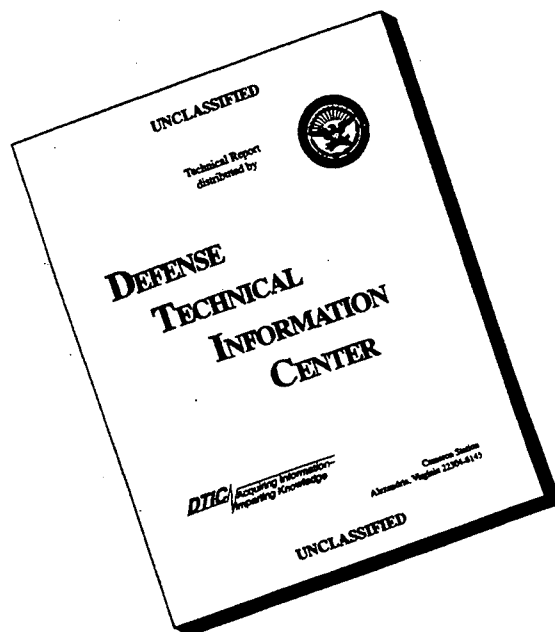 UNCLASSIFIED
Technical Report
distributed by
DEFENSE
TECHNICAL
INFORMATION
CENTER
DTIC
Acquiring Information-
Imparting Knowledge
Cameron Station
Alexandria, Virginia 22304-6145
UNCLASSIFIED